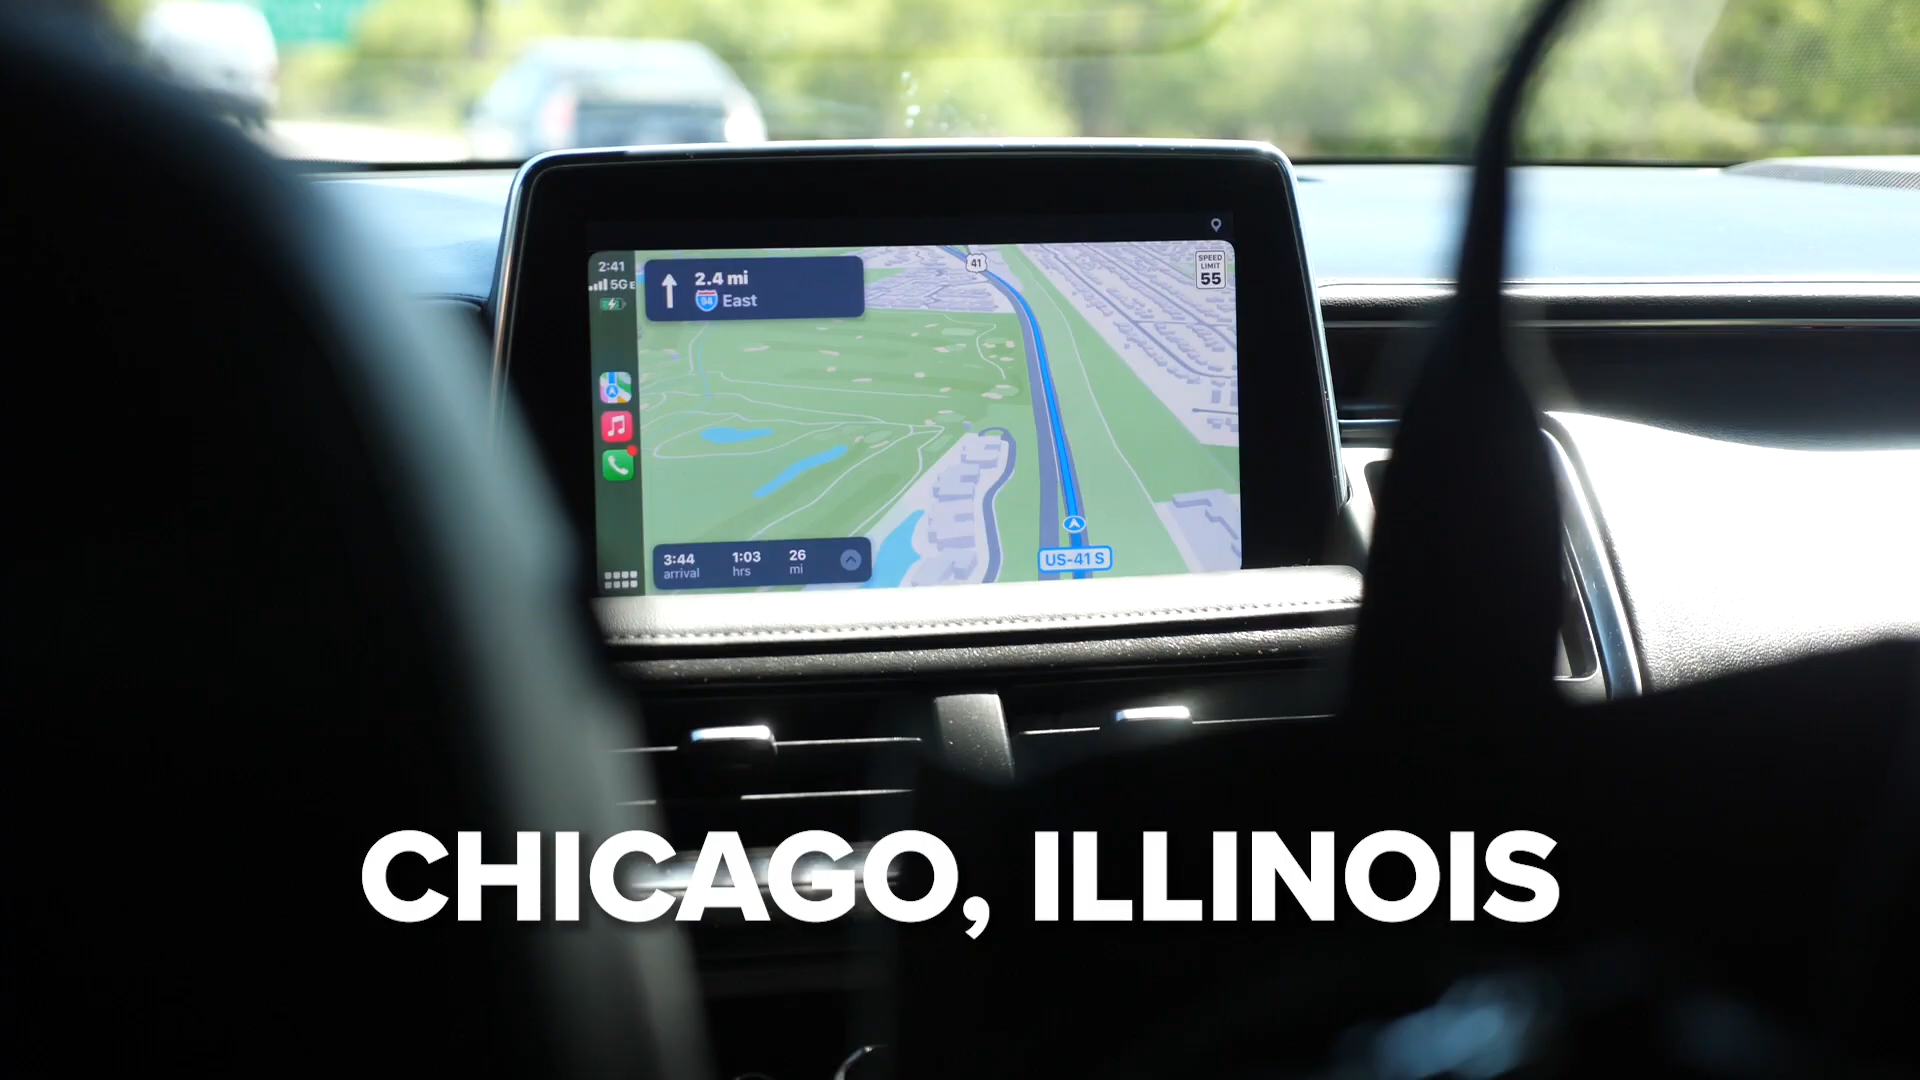 2:41
5GE
2.4 mi
94 East
41
SPEED
LIMIT
55
3:44 1:03 26
arrival hrs mi
US-41 S
CHICAGO, ILLINOIS